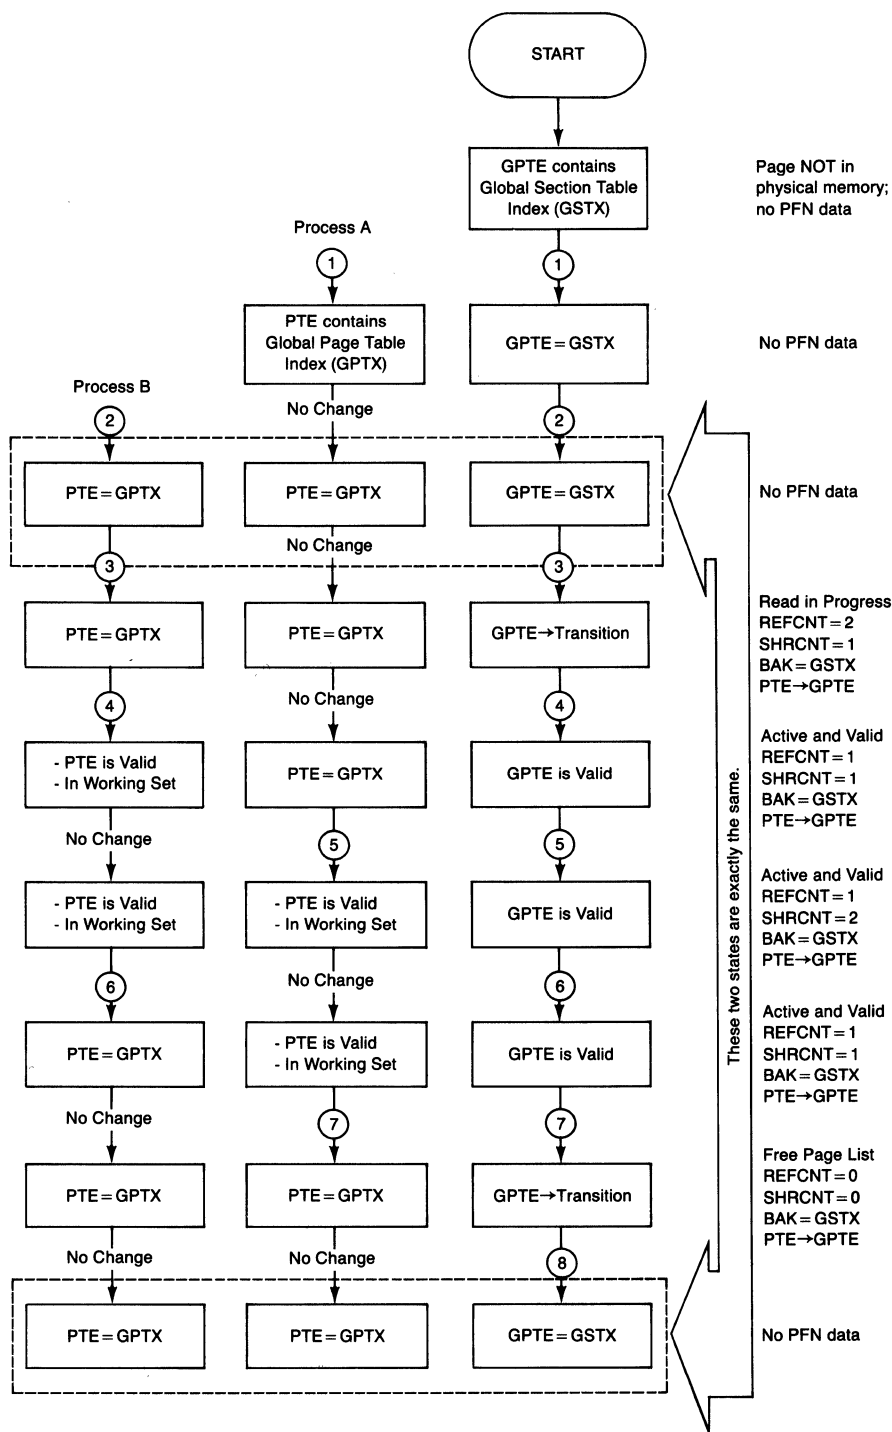 START
GPTE contains
Global Section Table
Index (GSTX)
Page NOT in
physical memory;
no PFN data
Process A
1
1
PTE contains
Global Page Table
Index (GPTX)
GPTE = GSTX
No PFN data
Process B
No Change
2
2
PTE = GPTX
PTE = GPTX
GPTE = GSTX
No PFN data
No Change
3
3
PTE = GPTX
PTE = GPTX
GPTE→Transition
Read in Progress
REFCNT = 2
SHRCNT = 1
BAK = GSTX
PTE→GPTE
No Change
4
4
- PTE is Valid
- In Working Set
PTE = GPTX
GPTE is Valid
Active and Valid
REFCNT = 1
SHRCNT = 1
BAK = GSTX
PTE→GPTE
These two states are exactly the same.
No Change
5
5
- PTE is Valid
- In Working Set
- PTE is Valid
- In Working Set
GPTE is Valid
Active and Valid
REFCNT = 1
SHRCNT = 2
BAK = GSTX
PTE→GPTE
6
No Change
6
PTE = GPTX
- PTE is Valid
- In Working Set
GPTE is Valid
Active and Valid
REFCNT = 1
SHRCNT = 1
BAK = GSTX
PTE→GPTE
No Change
7
7
PTE = GPTX
PTE = GPTX
GPTE→Transition
Free Page List
REFCNT = 0
SHRCNT = 0
BAK = GSTX
PTE→GPTE
No Change
No Change
8
PTE = GPTX
PTE = GPTX
GPTE = GSTX
No PFN data